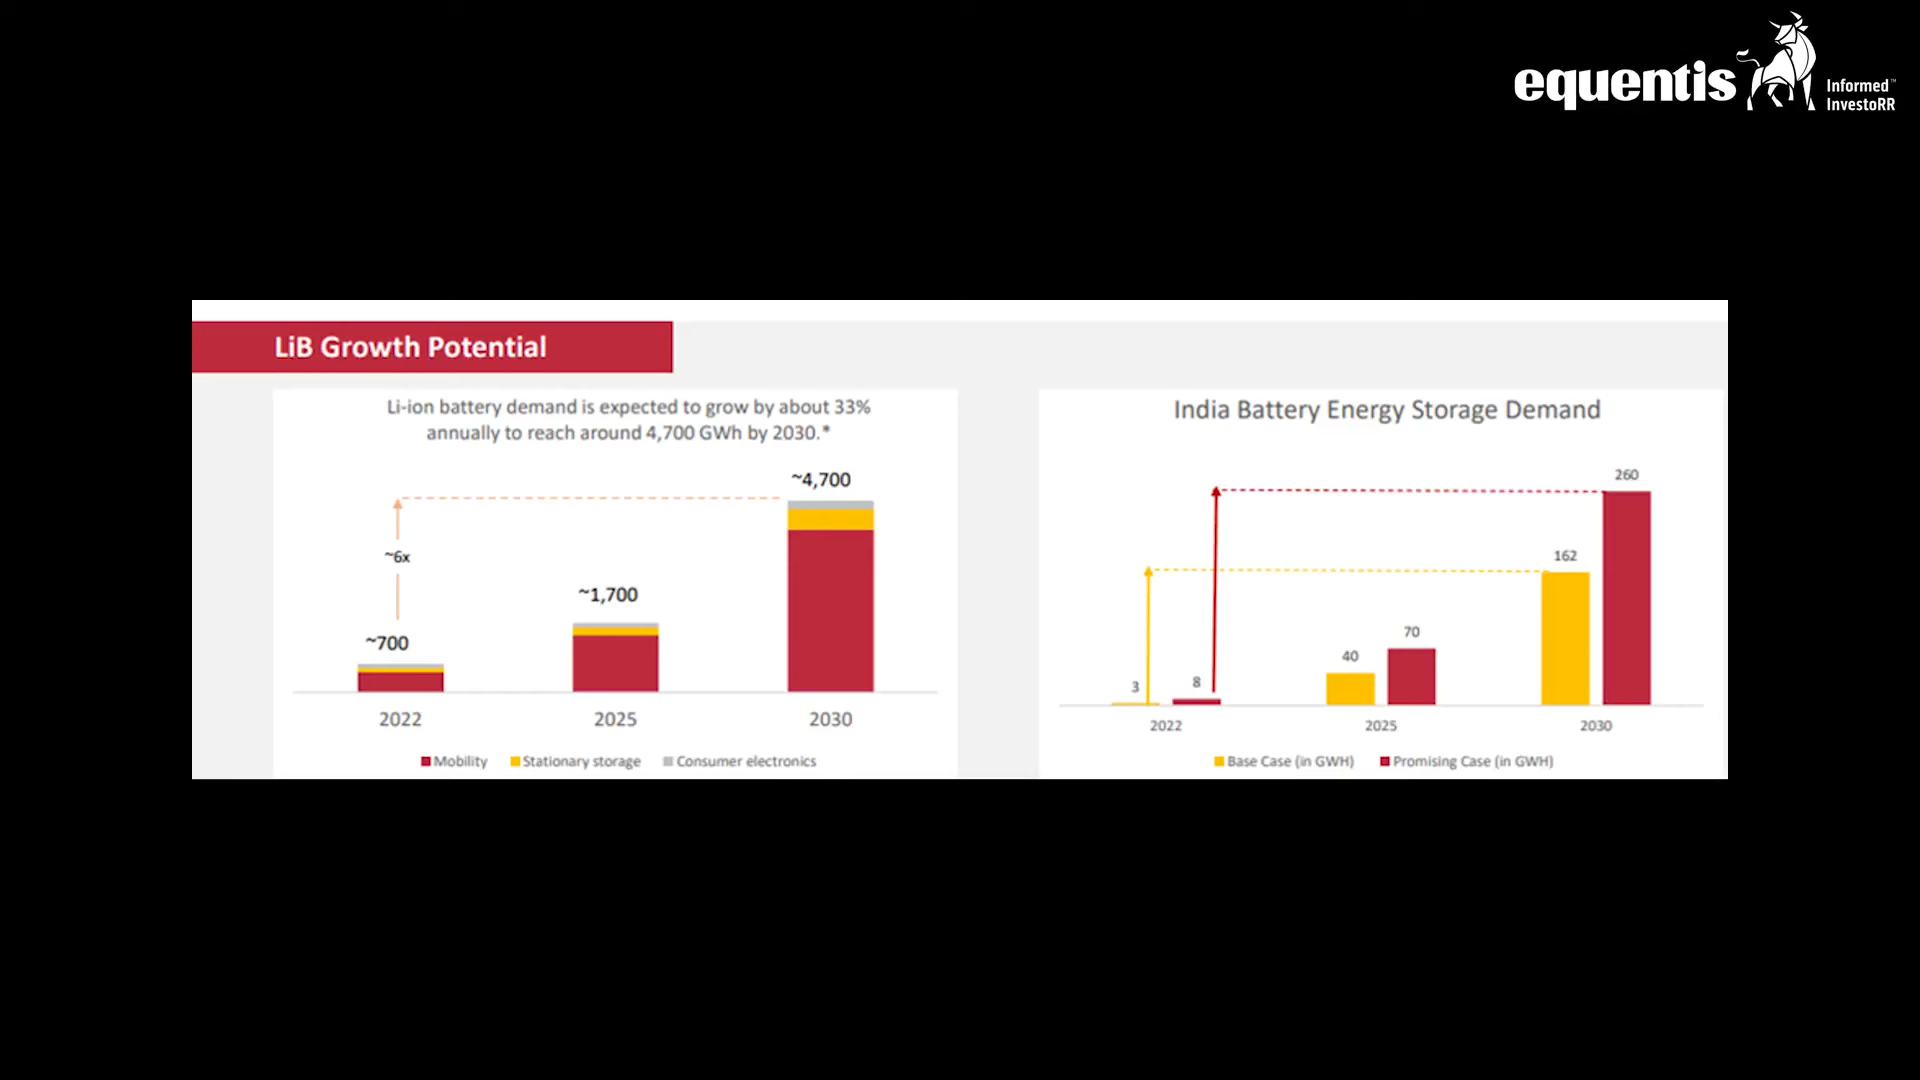 equentis
Informed™
InvestoRR
LiB Growth Potential
Li-ion battery demand is expected to grow by about 33%
annually to reach around 4,700 GWh by 2030.*
~4,700
~6x
~1,700
~700
2022 2025 2030
Mobility Stationary storage Consumer electronics
India Battery Energy Storage Demand
260
162
70
40
3 8
2022 2025 2030
Base Case (in GWH) Promising Case (in GWH)